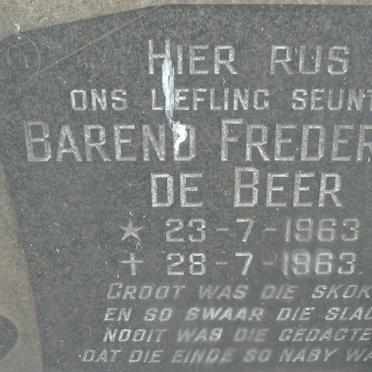 HIER RUS
ONS LIEFLING SEUNT
BAREND FREDER
DE BEER
★ 23-7-1963
✝ 28-7-1963.
GROOT WAS DIE SKOK
EN SO SWAAR DIE SLAG
NOOIT WAS DIE GEDAGTE
DAT DIE EINDE SO NABY WA